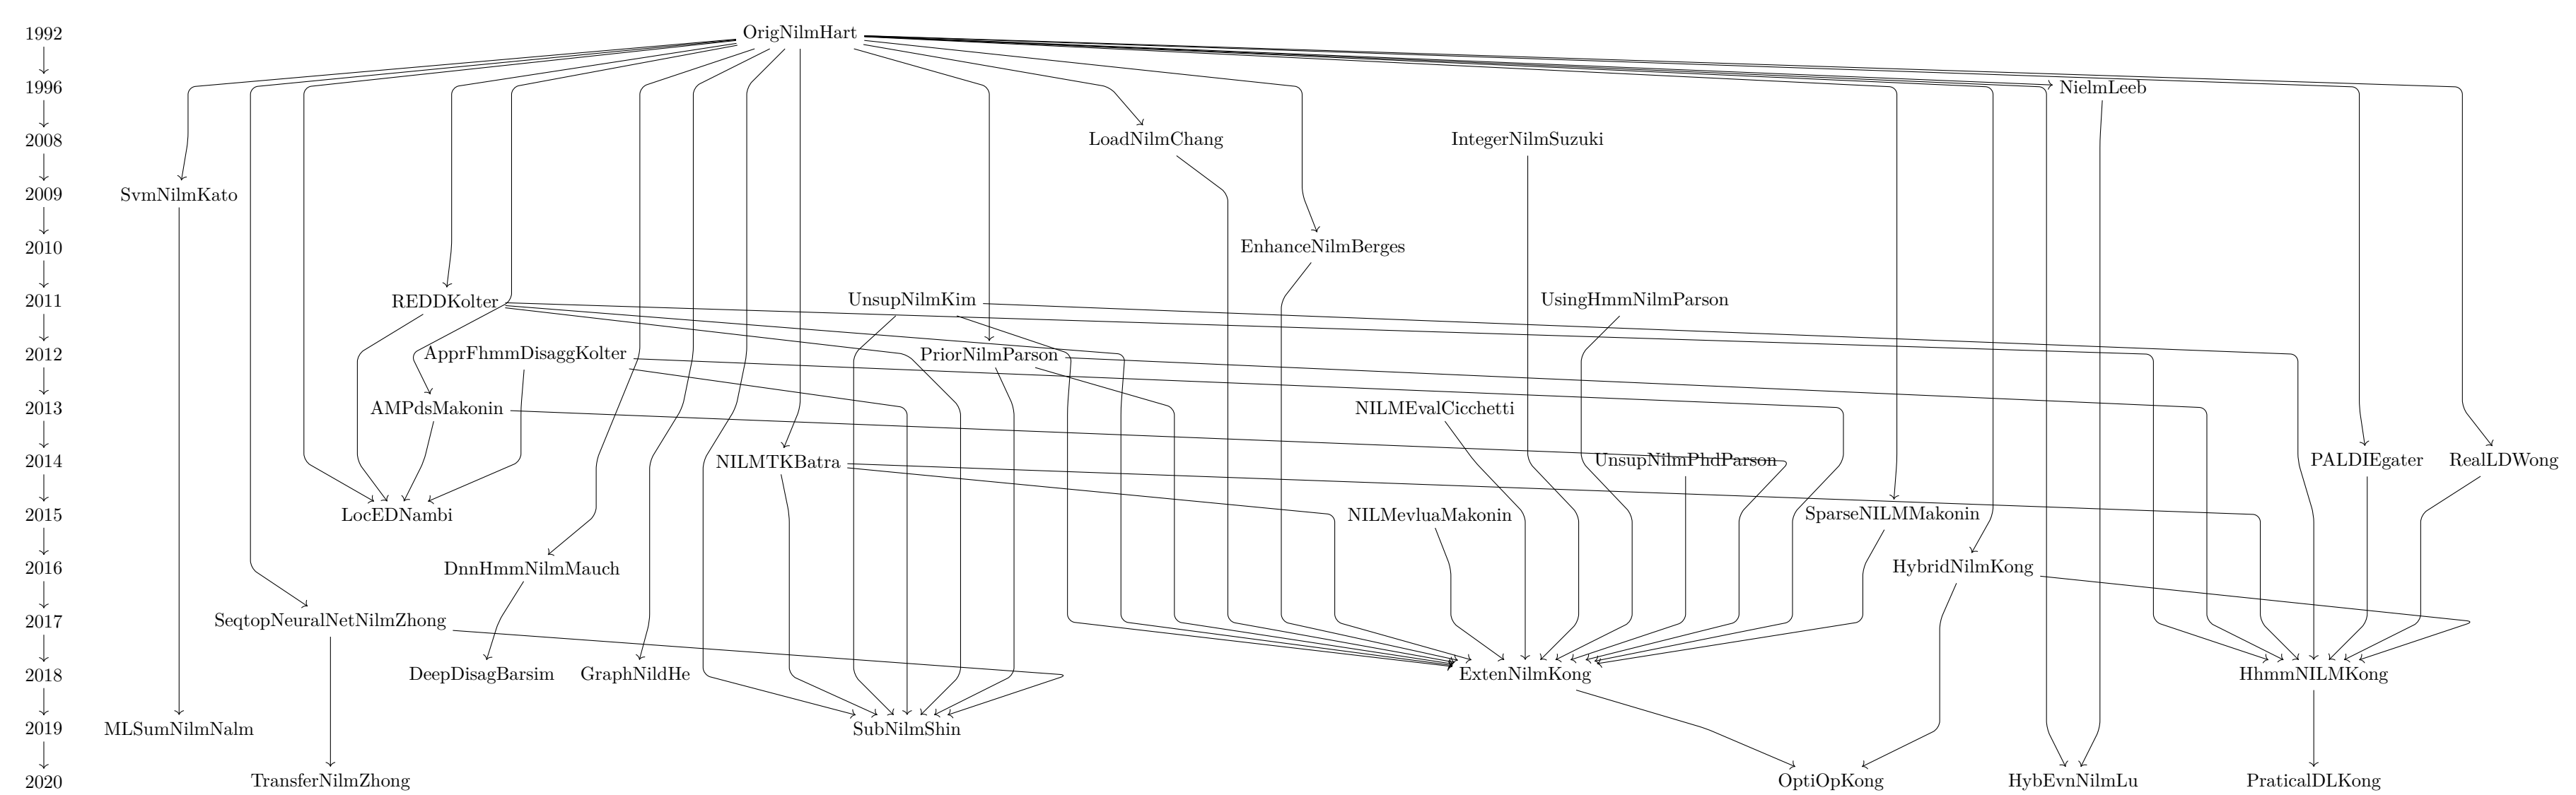 1992 OrigNilmHart
1996 NielmLeeb
2008 LoadNilmChang IntegerNilmSuzuki
2009 SvmNilmKato
2010 EnhanceNilmBerges
2011 REDDKolter UnsupNilmKim UsingHmmNilmParson
2012 ApprFhmmDisaggKolter PriorNilmParson
2013 AMPdsMakonin NILMEvalCicchetti
2014 NILMTKBatra UnsupNilmPhdParson PALDIEgater RealLDWong
2015 LocEDNambi NILMevluaMakonin SparseNILMMakonin
2016 DnnHmmNilmMauch HybridNilmKong
2017 SeqtopNeuralNetNilmZhong
2018 DeepDisagBarsim GraphNildHe ExtenNilmKong HhmmNILMKong
2019 MLSumNilmNalm SubNilmShin
2020 TransferNilmZhong OptiOpKong HybEvnNilmLu PraticalDLKong